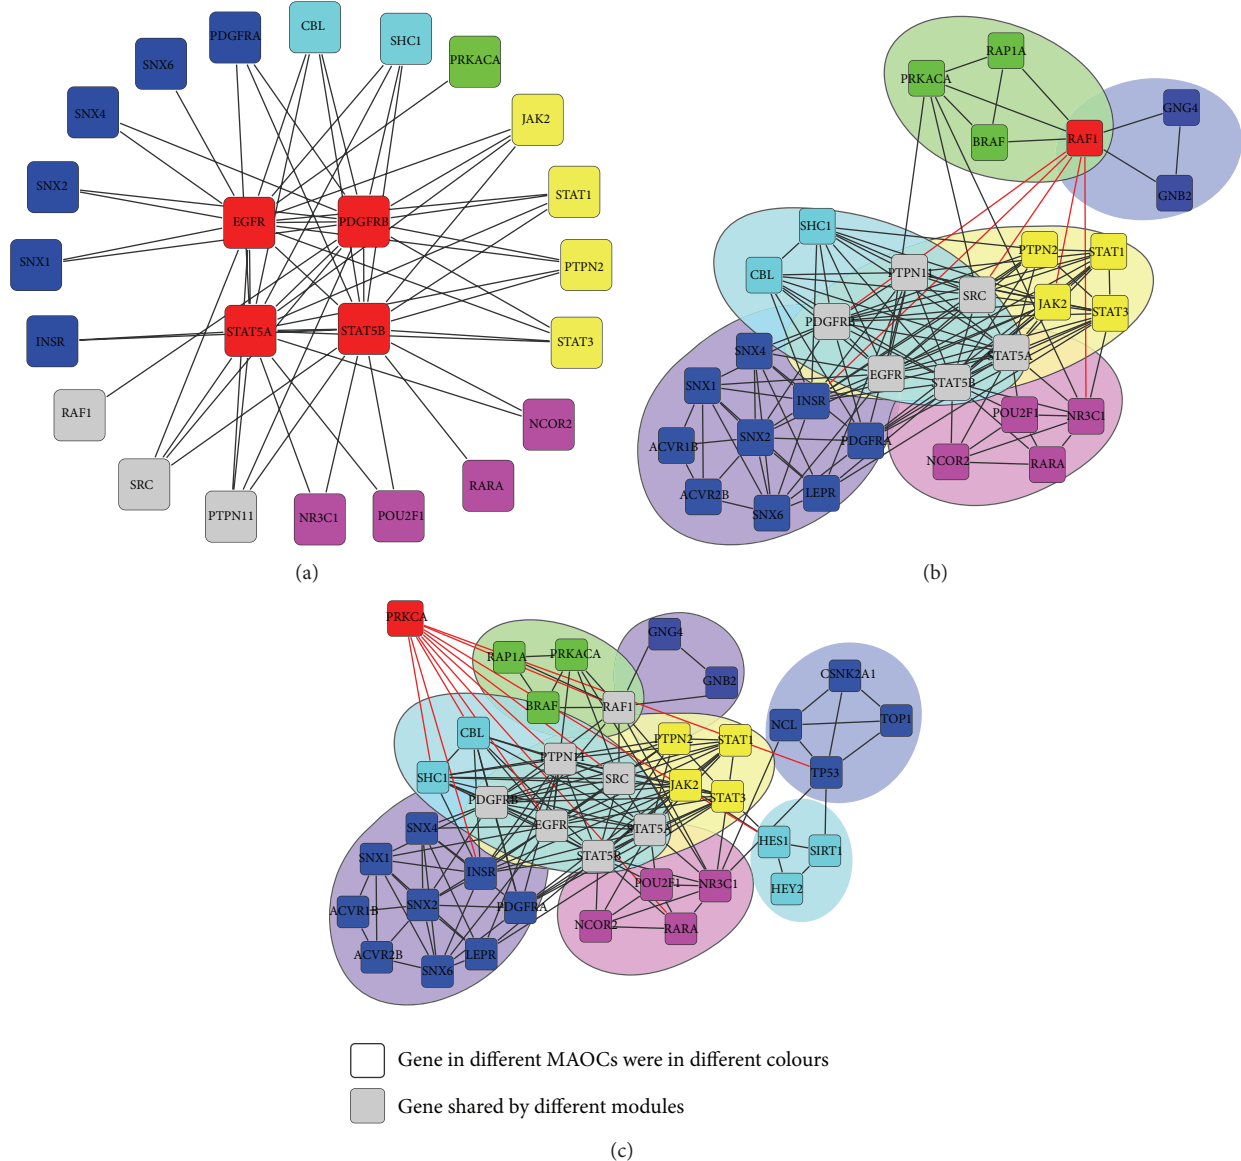 CBL
PDGFRA
SHC1
PRKACA
SNX6
SNX4
JAK2
SNX2
STAT1
EGFR
PDGFRB
SNX1
PTPN2
INSR
STAT5A
STAT5B
STAT3
RAF1
NCOR2
SRC
RARA
PTPN11
NR3C1
POU2F1
(a)
RAP1A
PRKACA
GNG4
BRAF
RAF1
GNB2
SHC1
PTPN2
STAT1
CBL
PTPN11
SRC
JAK2
STAT3
PDGFRB
SNX4
STAT5A
EGFR
STAT5B
SNX1
INSR
POU2F1
NR3C1
ACVR1B
SNX2
PDGFRA
NCOR2
RARA
ACVR2B
LEPR
SNX6
(b)
PRKCA
GNG4
RAP1A
PRKACA
CSNK2A1
GNB2
BRAF
RAF1
NCL
TOP1
CBL
PTPN2
STAT1
PTPN11
SHC1
SRC
JAK2
TP53
PDGFRB
STAT3
SNX4
EGFR
STAT5A
HES1
SIRT1
SNX1
STAT5B
INSR
POU2F1
NR3C1
HEY2
ACVR1B
SNX2
PDGFRA
NCOR2
RARA
ACVR2B
LEPR
SNX6
Gene in different MAOCs were in different colours
Gene shared by different modules
(c)